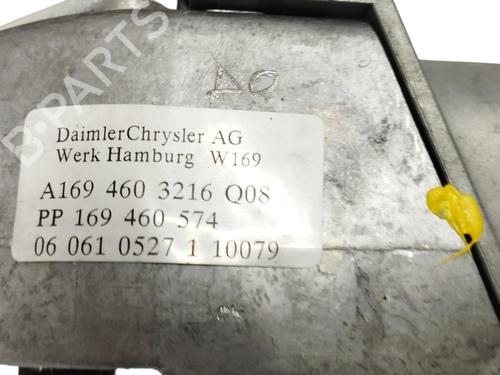 B-PARTS
DaimlerChrysler AG
Werk Hamburg W169
A169 460 3216 Q08
PP 169 460 574
06 061 0527 1 10079